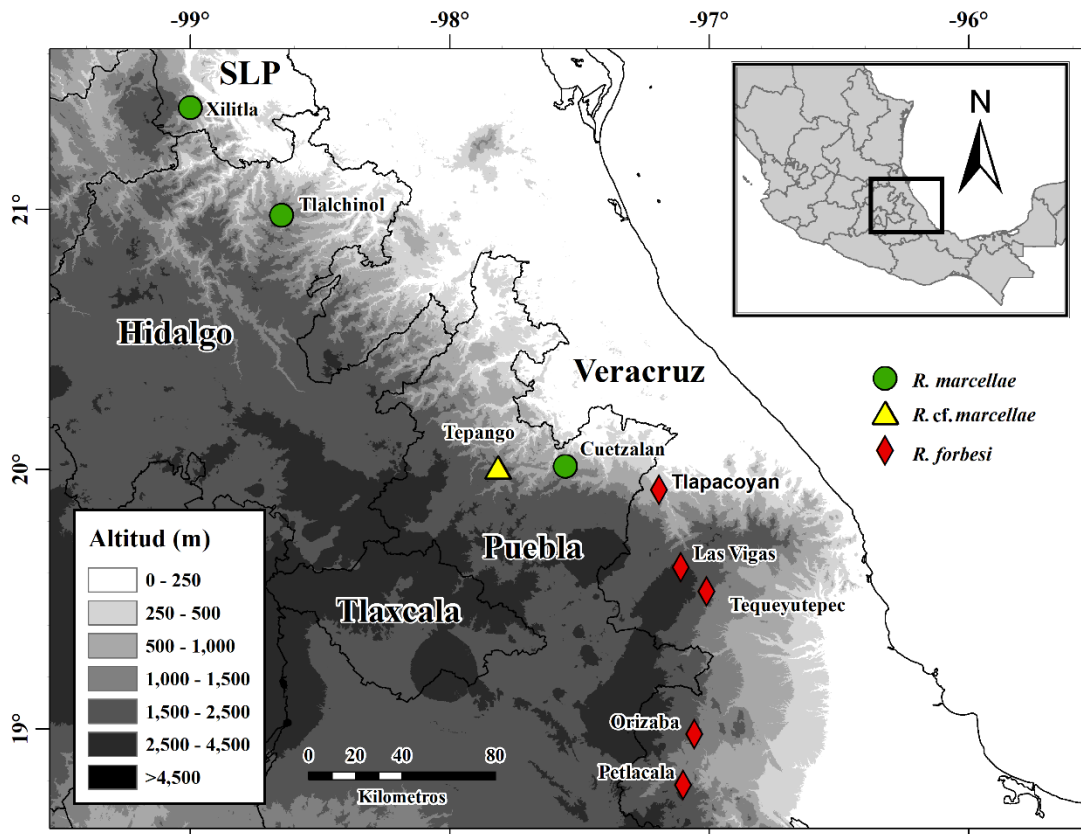 -99°
-98°
-97°
-96°
SLP
Xilitla
N
21°
Tlalchinol
Hidalgo
Veracruz
R. marcellae
R. cf. marcellae
R. forbesi
Tepango
Cuetzalan
20°
Tlapacoyan
Puebla
Las Vigas
Tequeyutepec
Tlaxcala
Altitud (m)
0 - 250
250 - 500
500 - 1,000
1,000 - 1,500
1,500 - 2,500
2,500 - 4,500
>4,500
19°
Orizaba
Petlacala
0 20 40 80
Kilometros